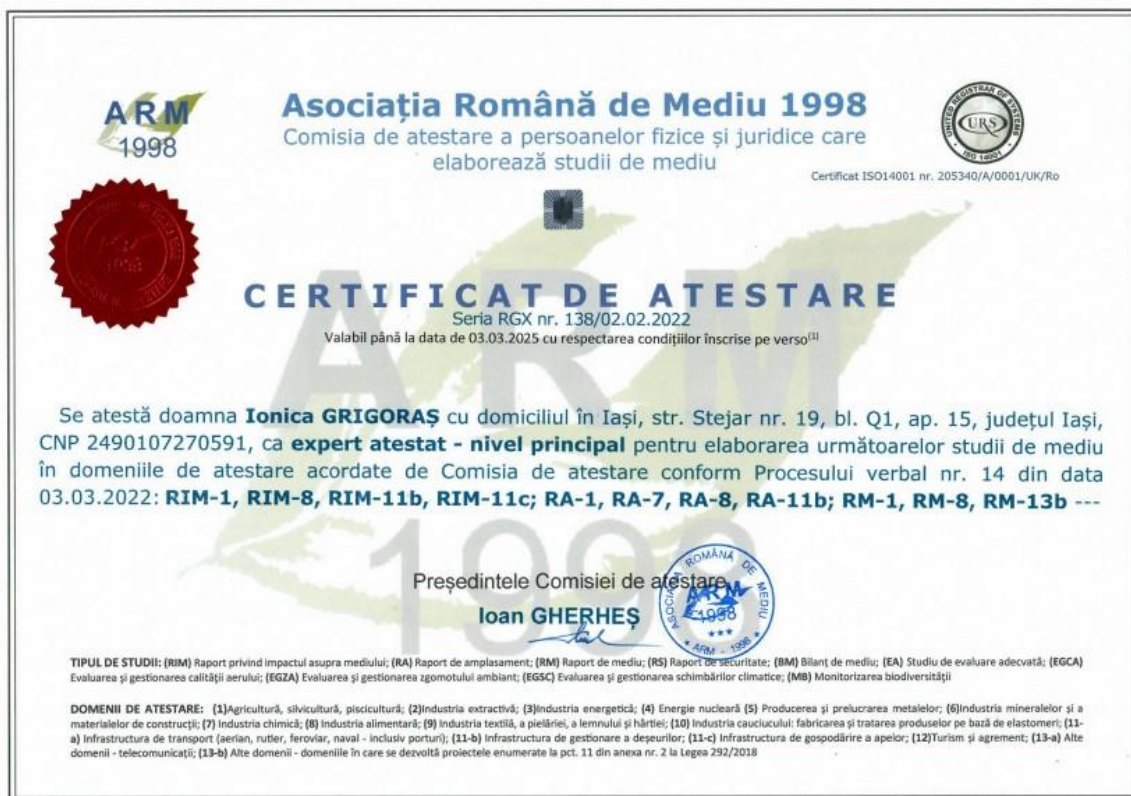 ARM
1998
Asociația Română de Mediu 1998
Comisia de atestare a persoanelor fizice și juridice care
elaborează studii de mediu
UNITED REGISTRAR OF SYSTEMS
URS
ISO 14001
Certificat ISO14001 nr. 205340/A/0001/UK/Ro
CERTIFICAT DE ATESTARE
Seria RGX nr. 138/02.02.2022
Valabil până la data de 03.03.2025 cu respectarea condițiilor înscrise pe verso(1)
ARM
1998
Se atestă doamna Ionica GRIGORAȘ cu domiciliul în Iași, str. Stejar nr. 19, bl. Q1, ap. 15, județul Iași,
CNP 2490107270591, ca expert atestat - nivel principal pentru elaborarea următoarelor studii de mediu
în domeniile de atestare acordate de Comisia de atestare conform Procesului verbal nr. 14 din data
03.03.2022: RIM-1, RIM-8, RIM-11b, RIM-11c; RA-1, RA-7, RA-8, RA-11b; RM-1, RM-8, RM-13b ---
Președintele Comisiei de atestare
Ioan GHERHEȘ
ASOCIAȚIA ROMÂNĂ DE MEDIU
ARM
1998
* ARM - 1998 *
TIPUL DE STUDII: (RIM) Raport privind impactul asupra mediului; (RA) Raport de amplasament; (RM) Raport de mediu; (RS) Raport de securitate; (BM) Bilanț de mediu; (EA) Studiu de evaluare adecvată; (EGCA)
Evaluarea și gestionarea calității aerului; (EGZA) Evaluarea și gestionarea zgomotului ambiant; (EGSC) Evaluarea și gestionarea schimbărilor climatice; (MB) Monitorizarea biodiversității
DOMENII DE ATESTARE: (1)Agricultură, silvicultură, piscicultură; (2)Industria extractivă; (3)Industria energetică; (4) Energie nucleară (5) Producerea și prelucrarea metalelor; (6)Industria mineralelor și a
materialelor de construcții; (7) Industria chimică; (8) Industria alimentară; (9) Industria textilă, a pielăriei, a lemnului și hârtiei; (10) Industria cauciucului: fabricarea și tratarea produselor pe bază de elastomeri; (11-
a) Infrastructura de transport (aerian, rutier, feroviar, naval - inclusiv porturi); (11-b) Infrastructura de gestionare a deșeurilor; (11-c) Infrastructura de gospodărire a apelor; (12)Turism și agrement; (13-a) Alte
domenii - telecomunicații; (13-b) Alte domenii - domeniile în care se dezvoltă proiectele enumerate la pct. 11 din anexa nr. 2 la Legea 292/2018